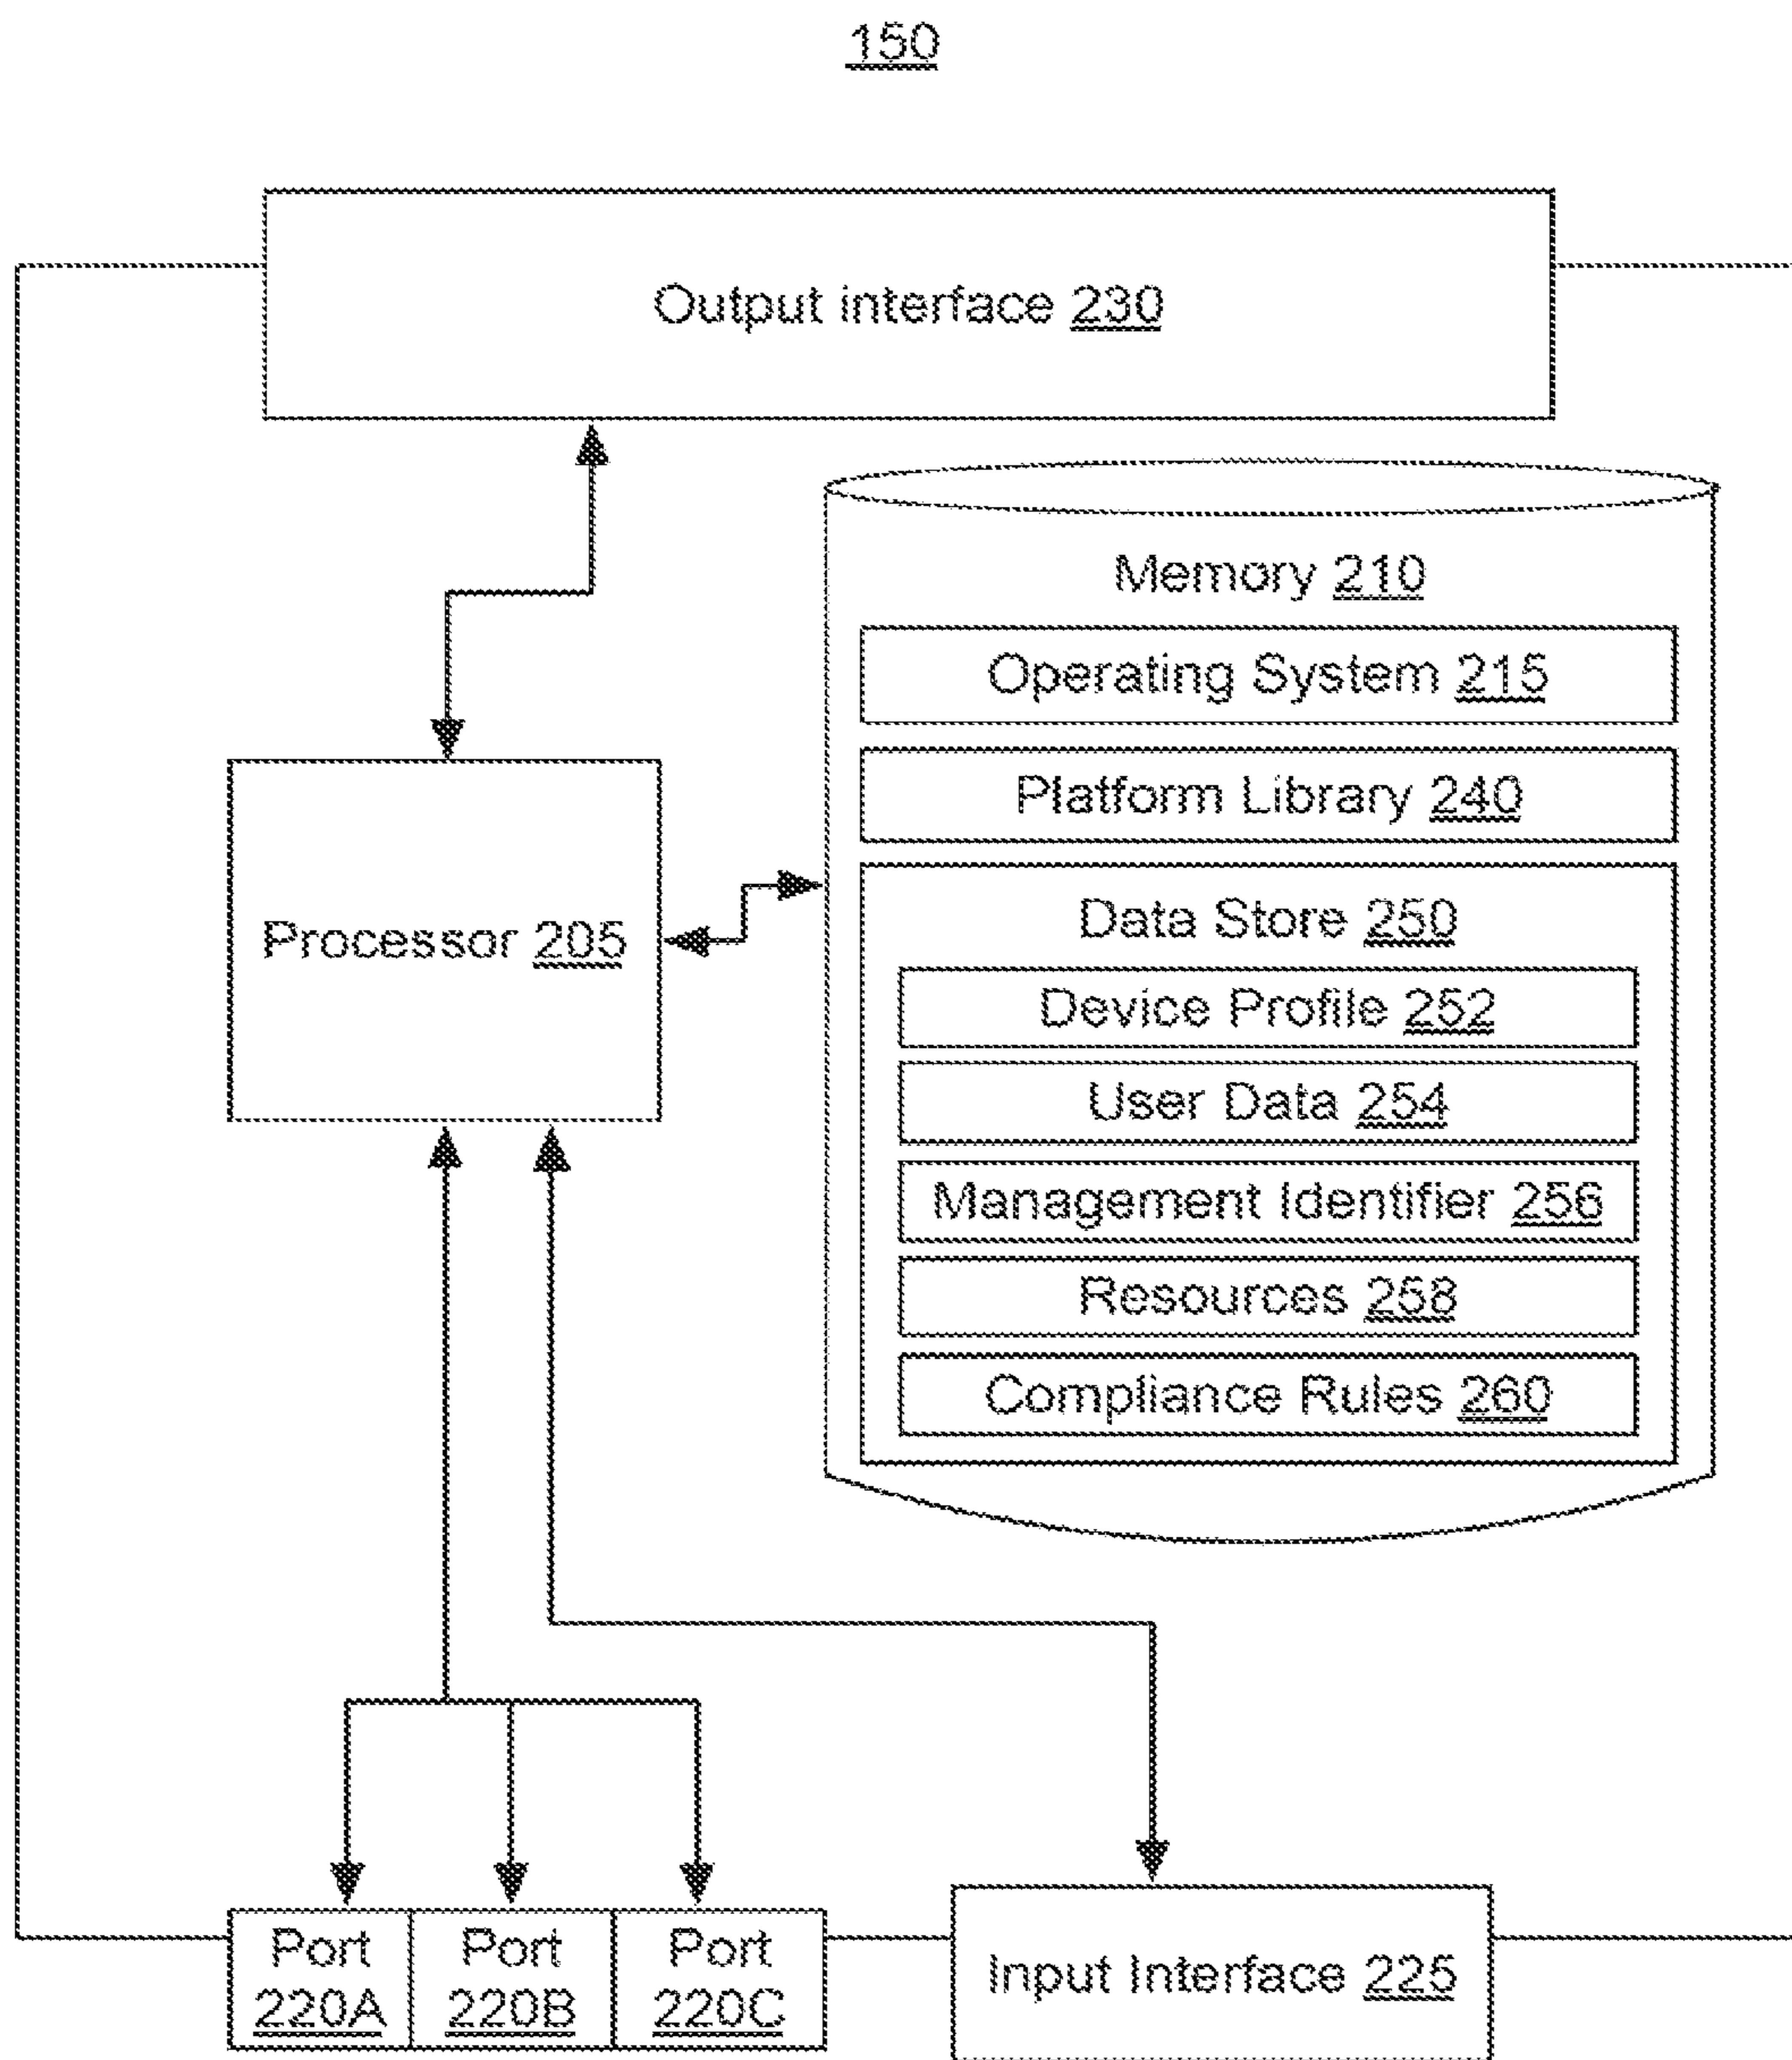 150
Output interface 230
Memory 210
Operating System 215
Platform Library 240
Processor 205
Data Store 250
Device Profile 252
User Data 254
Management Identifier 256
Resources 258
Compliance Rules 260
Port
220A
Port
220B
Port
220C
Input Interface 225